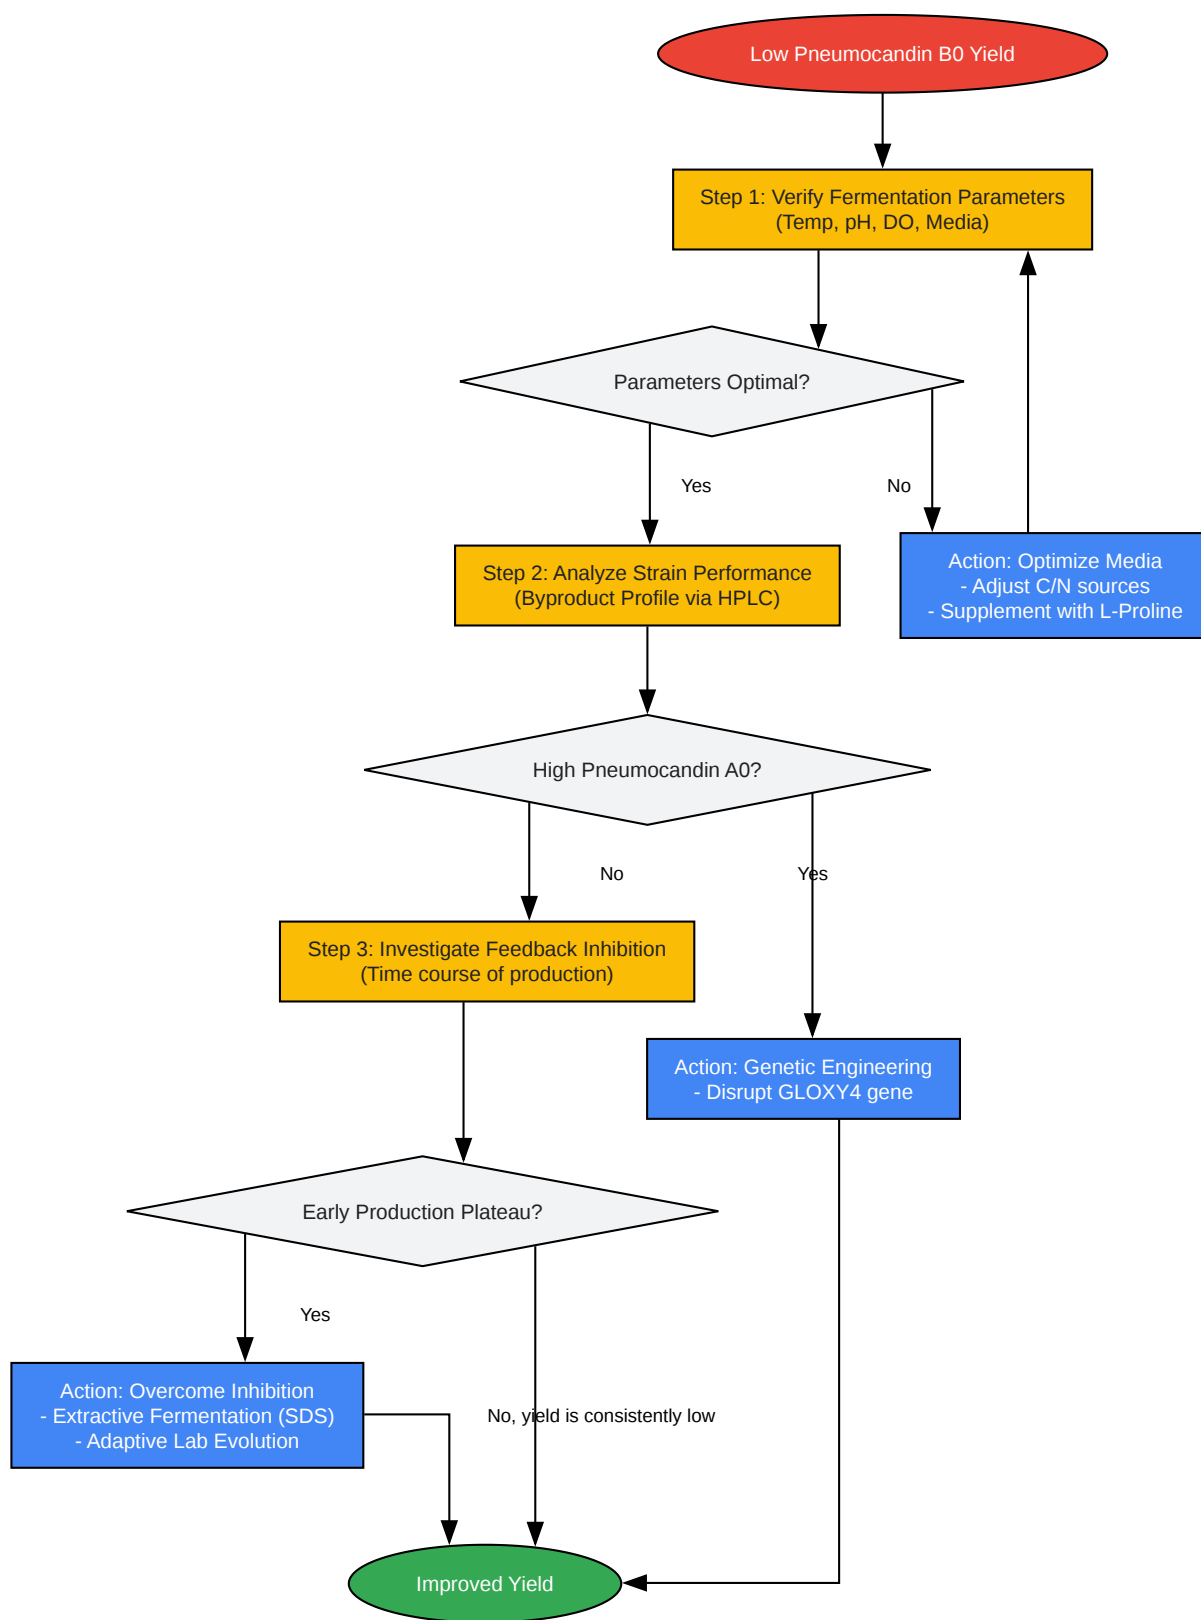 Low Pneumocandin B0 Yield
Step 1: Verify Fermentation Parameters
(Temp, pH, DO, Media)
Parameters Optimal?
Yes
No
Step 2: Analyze Strain Performance
(Byproduct Profile via HPLC)
Action: Optimize Media
- Adjust C/N sources
- Supplement with L-Proline
High Pneumocandin A0?
No
Yes
Step 3: Investigate Feedback Inhibition
(Time course of production)
Action: Genetic Engineering
- Disrupt GLOXY4 gene
Early Production Plateau?
Yes
Action: Overcome Inhibition
- Extractive Fermentation (SDS)
- Adaptive Lab Evolution
No, yield is consistently low
Improved Yield